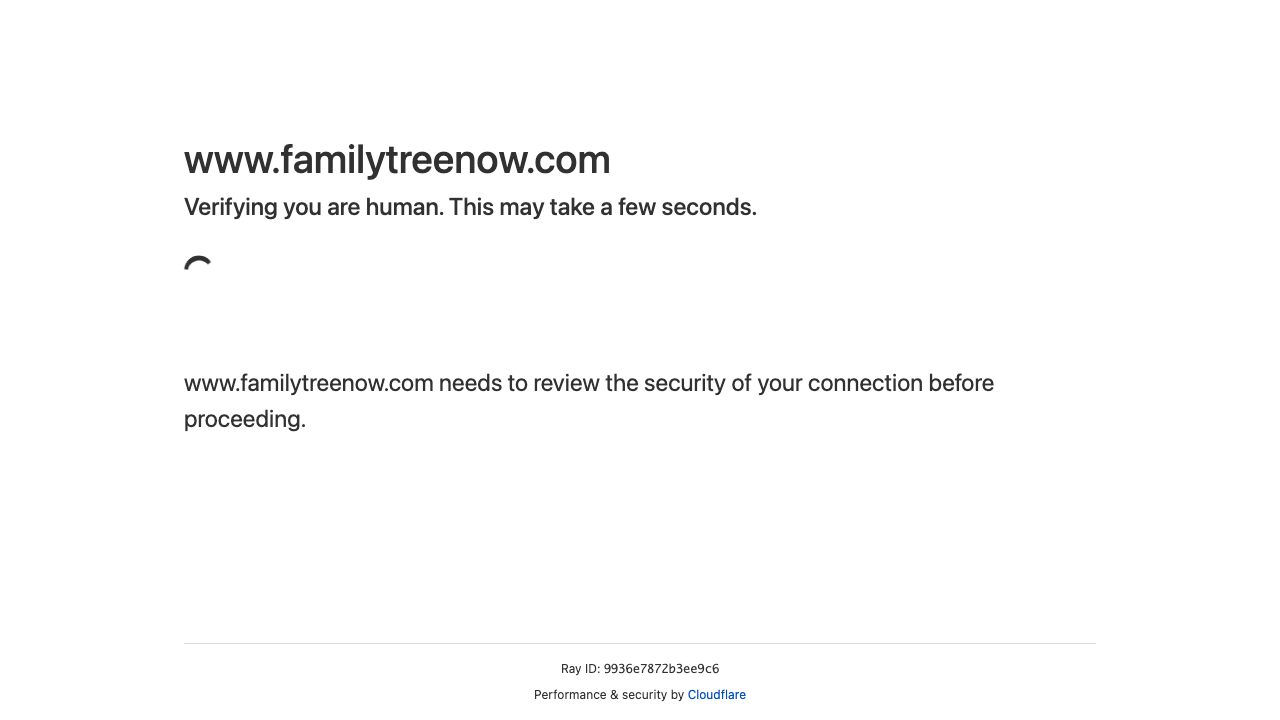 www.familytreenow.com
Verifying you are human. This may take a few seconds.
www.familytreenow.com needs to review the security of your connection before
proceeding.
Ray ID: 9936e7872b3ee9c6
Performance & security by Cloudflare